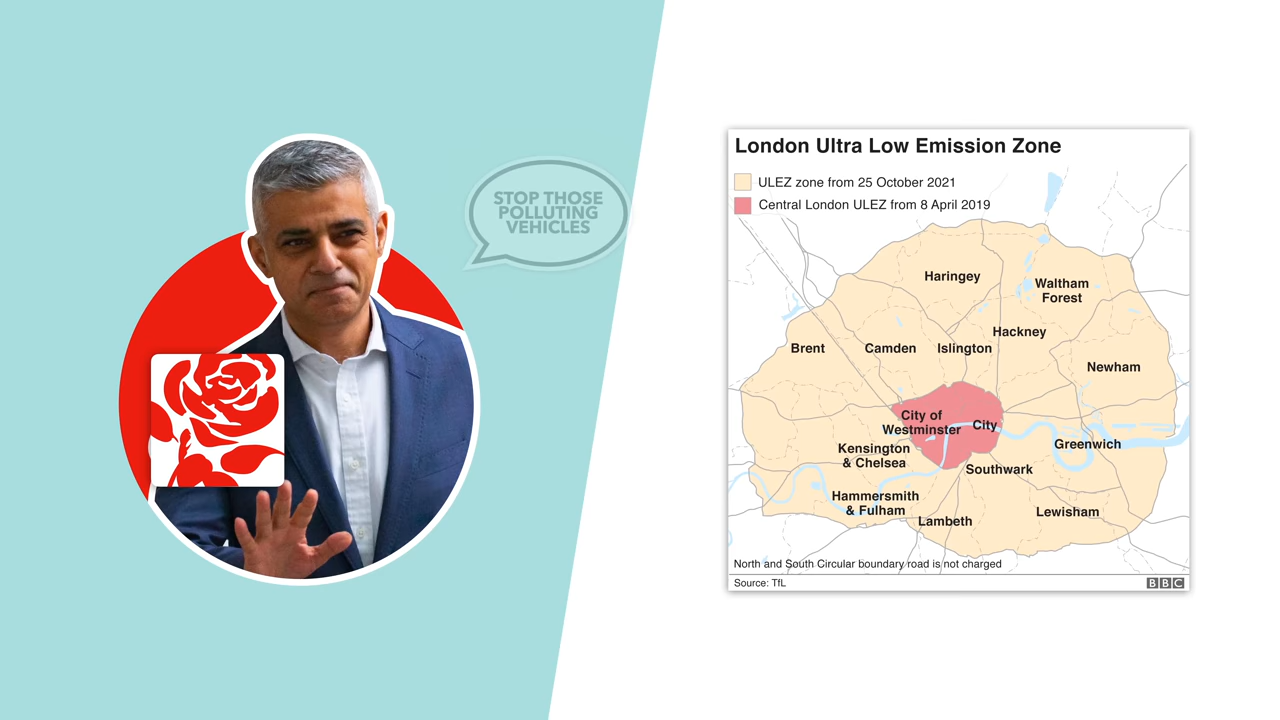 STOP THOSE
POLLUTING
VEHICLES
London Ultra Low Emission Zone
ULEZ zone from 25 October 2021
Central London ULEZ from 8 April 2019
Haringey
Waltham
Forest
Hackney
Brent
Camden
Islington
Newham
City of
Westminster
City
Greenwich
Kensington
& Chelsea
Southwark
Hammersmith
& Fulham
Lambeth
Lewisham
North and South Circular boundary road is not charged
Source: TfL
BBC